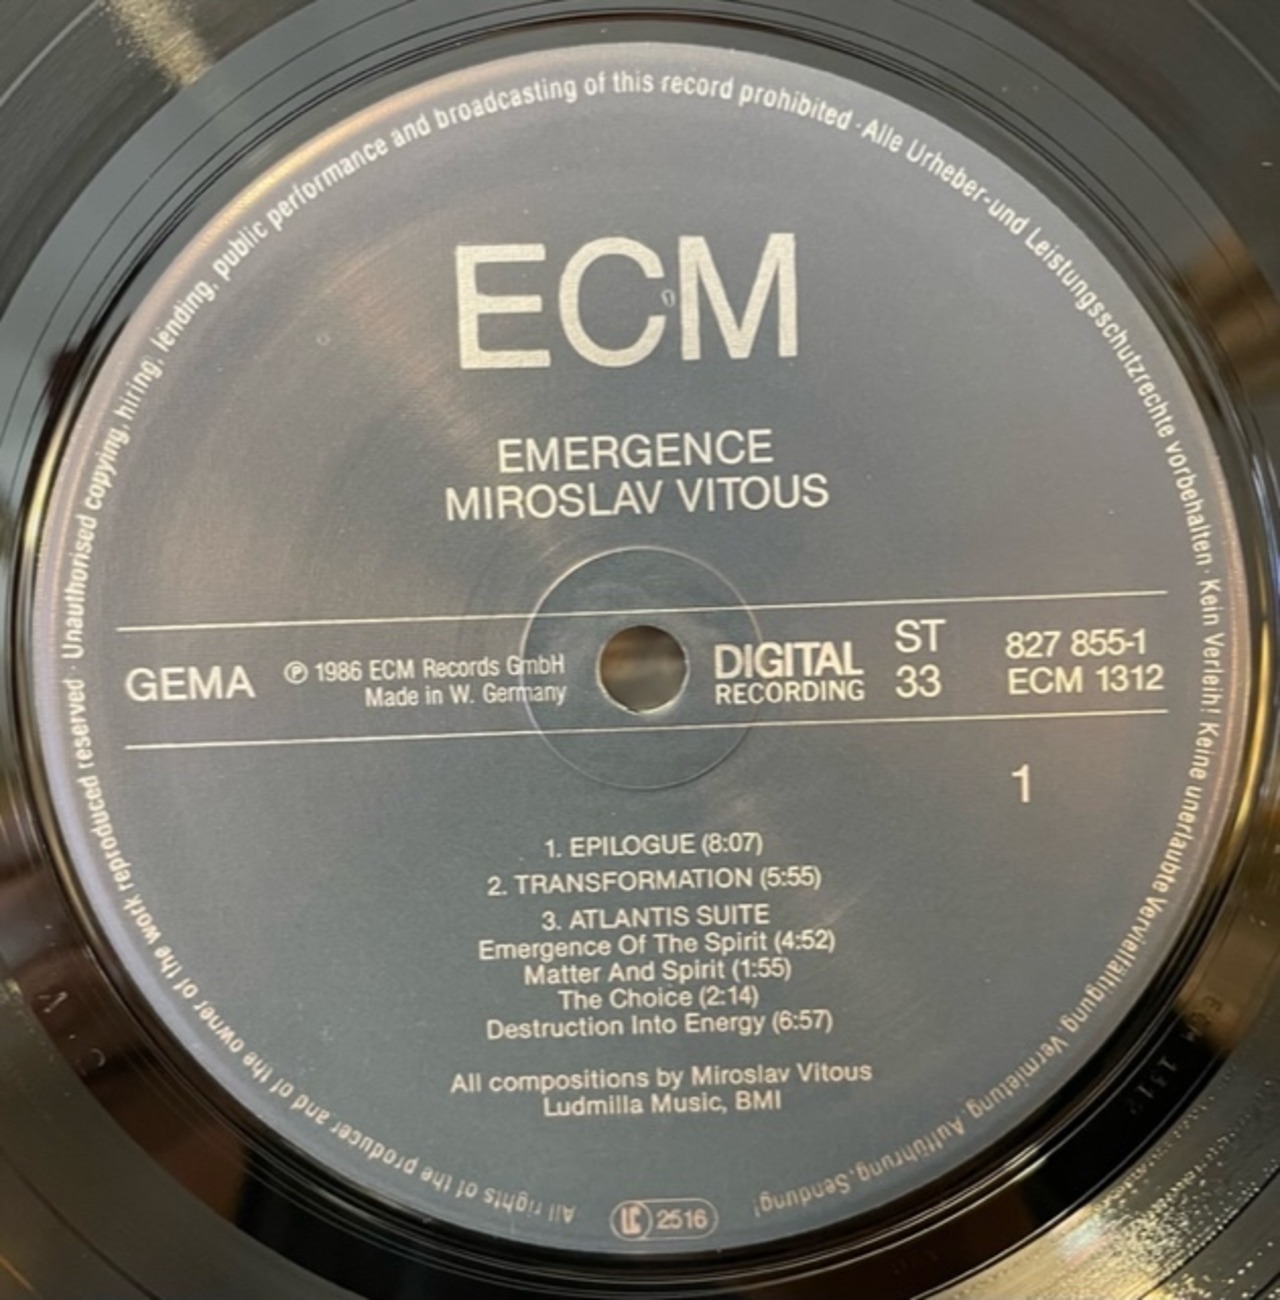 All rights of the producer and of the owner of the work reproduced reserved · Unauthorised copying, hiring, lending, public performance and broadcasting of this record prohibited · Alle Urheber-und Leistungsschutzrechte vorbehalten · Kein Verleih! Keine unerlaubte Vervielfältigung, Vermietung, Aufführung, Sendung!
ECM
EMERGENCE
MIROSLAV VITOUS
GEMA
℗ 1986 ECM Records GmbH
Made in W. Germany
DIGITAL
RECORDING
ST
33
827 855-1
ECM 1312
1
1. EPILOGUE (8:07)
2. TRANSFORMATION (5:55)
3. ATLANTIS SUITE
Emergence Of The Spirit (4:52)
Matter And Spirit (1:55)
The Choice (2:14)
Destruction Into Energy (6:57)
All compositions by Miroslav Vitous
Ludmilla Music, BMI
LC 2516